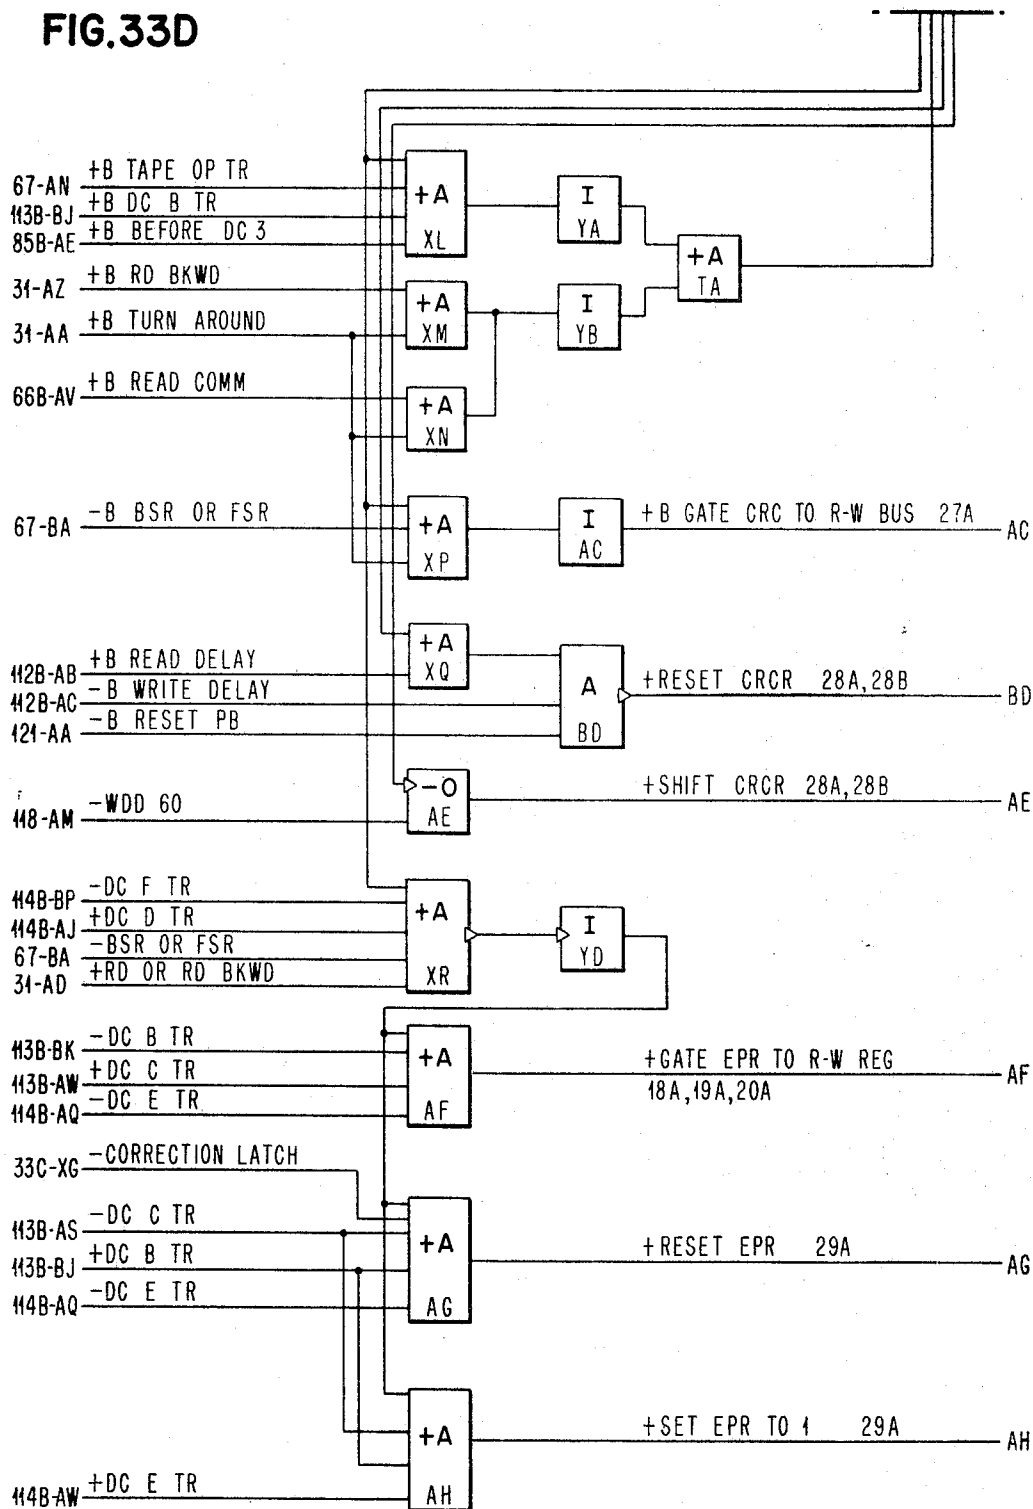 FIG.33D
67-AN +B TAPE OP TR
113B-BJ +B DC B TR
85B-AE +B BEFORE DC 3
+A
XL
I
YA
+A
TA
31-AZ +B RD BKWD
31-AA +B TURN AROUND
+A
XM
I
YB
66B-AV +B READ COMM
+A
XN
67-BA -B BSR OR FSR
+A
XP
I
AC
+B GATE CRC TO R-W BUS 27A AC
112B-AB +B READ DELAY
112B-AC -B WRITE DELAY
121-AA -B RESET PB
+A
XQ
A
BD
+RESET CRCR 28A,28B BD
118-AM -WDD 60
-O
AE
+SHIFT CRCR 28A,28B AE
114B-BP -DC F TR
114B-AJ +DC D TR
67-BA -BSR OR FSR
31-AD +RD OR RD BKWD
+A
XR
I
YD
113B-BK -DC B TR
113B-AW +DC C TR
114B-AQ -DC E TR
+A
AF
+GATE EPR TO R-W REG AF
18A,19A,20A
33C-XG -CORRECTION LATCH
113B-AS -DC C TR
113B-BJ +DC B TR
114B-AQ -DC E TR
+A
AG
+RESET EPR 29A AG
+A
AH
+SET EPR TO 1 29A AH
114B-AW +DC E TR